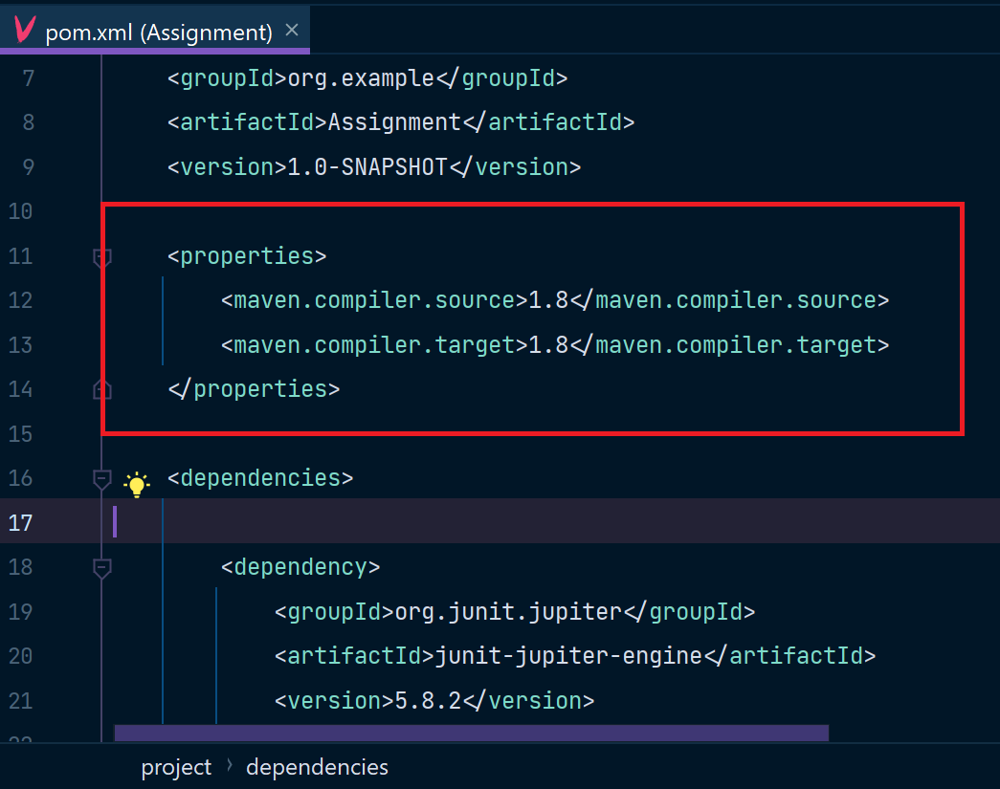 pom.xml (Assignment) ×
7 <groupId>org.example</groupId>
8 <artifactId>Assignment</artifactId>
9 <version>1.0-SNAPSHOT</version>
10
11 <properties>
12 <maven.compiler.source>1.8</maven.compiler.source>
13 <maven.compiler.target>1.8</maven.compiler.target>
14 </properties>
15
16 <dependencies>
17
18 <dependency>
19 <groupId>org.junit.jupiter</groupId>
20 <artifactId>junit-jupiter-engine</artifactId>
21 <version>5.8.2</version>
project › dependencies